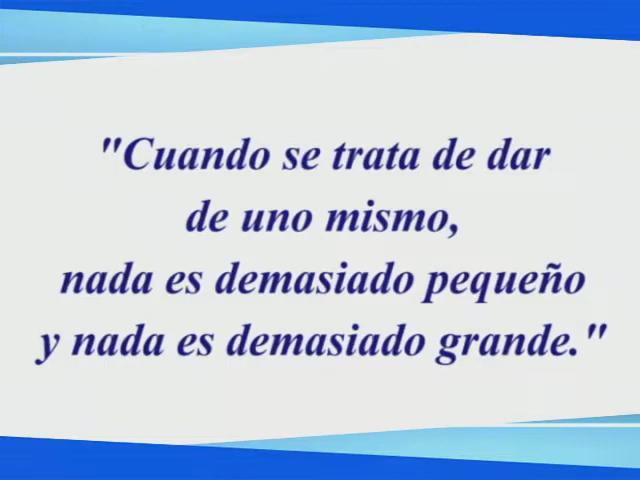 "Cuando se trata de dar
de uno mismo,
nada es demasiado pequeño
y nada es demasiado grande."